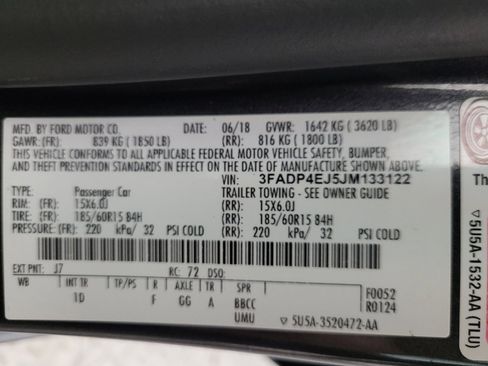 MFD. BY FORD MOTOR CO. DATE: 06/18 GVWR: 1642 KG ( 3620 LB)
GAWR: (FR): 839 KG ( 1850 LB) (RR): 816 KG ( 1800 LB)
THIS VEHICLE CONFORMS TO ALL APPLICABLE FEDERAL MOTOR VEHICLE SAFETY, BUMPER,
AND THEFT PREVENTION STANDARDS IN EFFECT ON THE DATE OF MANUFACTURE SHOWN ABOVE.
VIN: 3FADP4EJ5JM133122
TYPE: Passenger Car TRAILER TOWING - SEE OWNER GUIDE
RIM: (FR) 15X6.0J (RR): 15X6.0J
TIRE: (FR) 185/60R15 84H (RR): 185/60R15 84H
PRESSURE: (FR) 220 kPa/ 32 PSI COLD (RR): 220 kPa/ 32 PSI COLD
EXT PNT: J7 RC: 72 DSO:
WB INT TR TP/PS R AXLE TR SPR
1D F GG A BBCC
UMU
F0052
R0124
▽ 5U5A-3520472-AA
Th
▽ 5U5A-1532-AA (TLU)